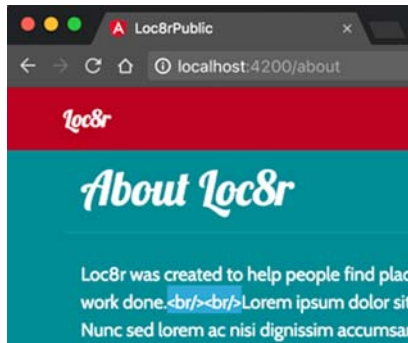 Loc8rPublic
localhost:4200/about
Loc8r
About Loc8r
Loc8r was created to help people find plac
work done.<br/><br/>Lorem ipsum dolor sit
Nunc sed lorem ac nisi dignissim accumsar